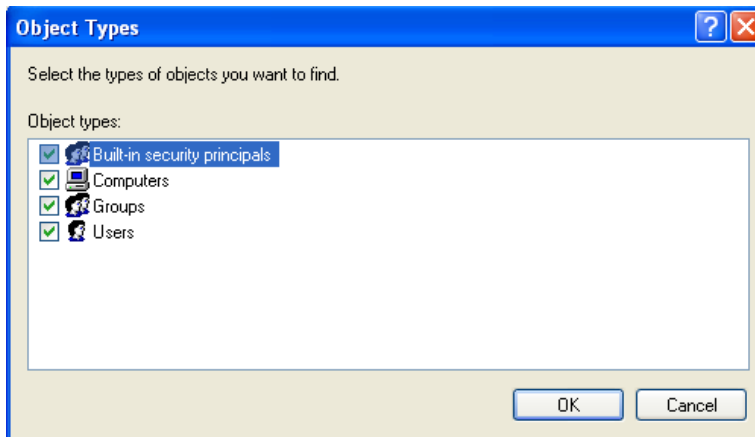 Object Types
Select the types of objects you want to find.
Object types:
Built-in security principals
Computers
Groups
Users
OK Cancel